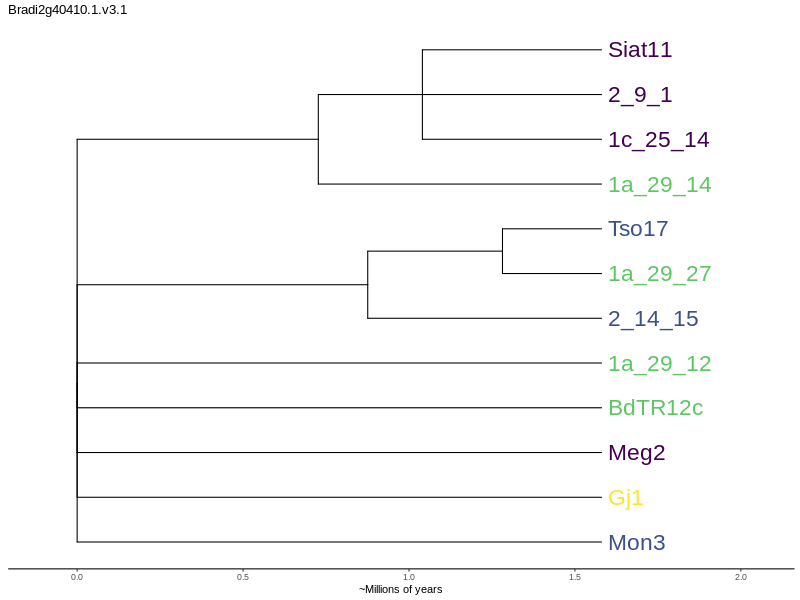 Bradi2g40410.1.v3.1
Siat11
2_9_1
1c_25_14
1a_29_14
Tso17
1a_29_27
2_14_15
1a_29_12
BdTR12c
Meg2
Gj1
Mon3
0.0 0.5 1.0 1.5 2.0
~Millions of years